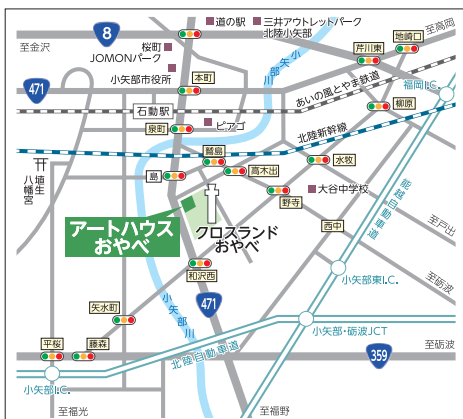 道の駅
三井アウトレットパーク
北陸小矢部
至高岡
地崎口
芹川東
至金沢
8
桜町
JOMONパーク
小矢部市役所
小矢部川
本町
福岡I.C.
471
あいの風とやま鉄道
石動駅
柳原
泉町
ピアゴ
北陸新幹線
鷲島
水牧
埴生
八幡宮
島
高木出
大谷中学校
野寺
能越自動車道
アートハウス
おやべ
クロスランド
おやべ
西中
至戸出
和沢西
小矢部東I.C.
至砺波
小矢部川
471
矢水町
小矢部・砺波JCT
平桜
藤森
北陸自動車道
359
至砺波
小矢部I.C.
至福光
至福野